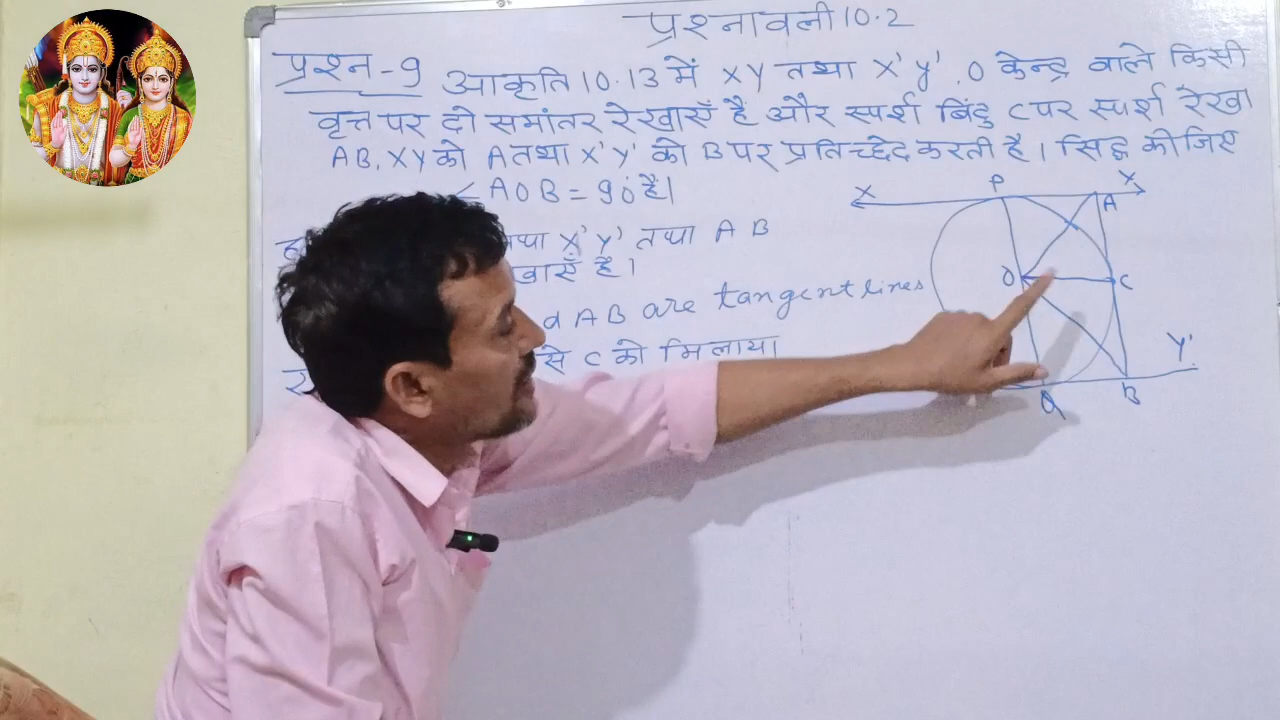 प्रश्नावली 10.2
प्रश्न-9 आकृति 10.13 में XY तथा X'y', O केन्द्र वाले किसी
वृत्त पर दो समांतर रेखाएँ है और स्पर्श बिंदु C पर स्पर्श रेखा
AB, XY को A तथा X'Y' को B पर प्रतिच्छेद करती है। सिद्ध कीजिए
∠AOB = 90° है।
X P Y A
तथा X'Y' तथा AB
है।
O C
AB are tangent lines
से C को मिलाया
Y'
Q B